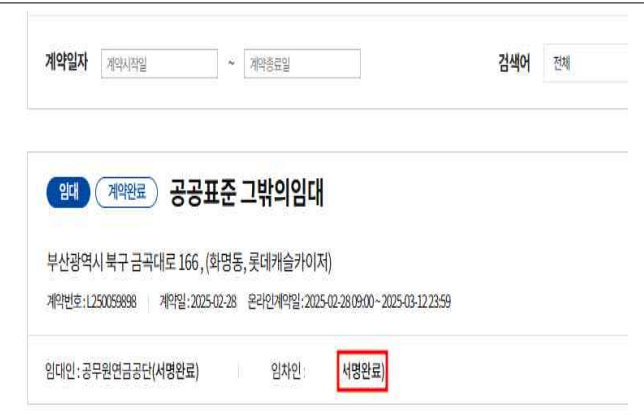 계약일자 계약시작일 ~ 계약종료일 검색어 전체
임대 계약완료 공공표준 그밖의임대
부산광역시 북구 금곡대로 166 , (화명동, 롯데캐슬카이저)
계약번호 : L250059898 계약일 : 2025-02-28 온라인계약일 : 2025-02-28 09:00 ~ 2025-03-12 23:59
임대인 : 공무원연금공단(서명완료) 임차인 : 서명완료)